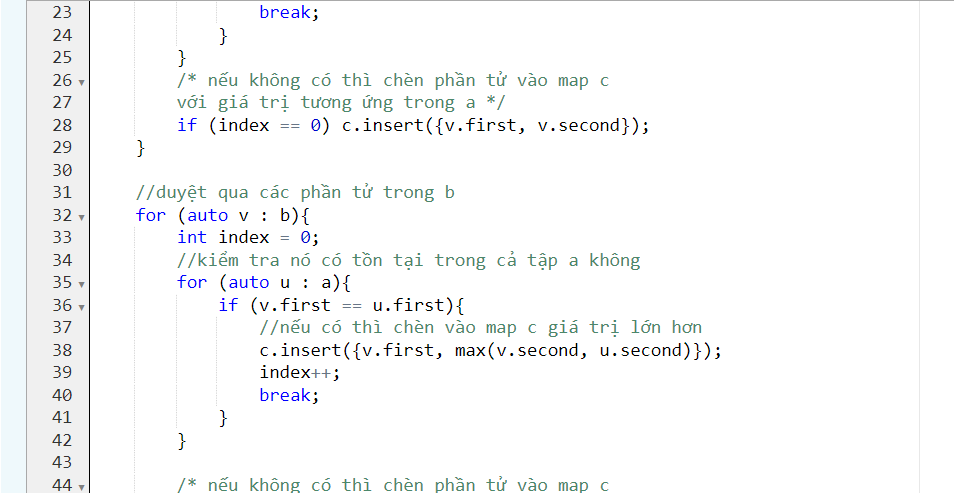 23 break;
24 }
25 }
26 /* nếu không có thì chèn phần tử vào map c
27 với giá trị tương ứng trong a */
28 if (index == 0) c.insert({v.first, v.second});
29 }
30
31 //duyệt qua các phần tử trong b
32 for (auto v : b){
33 int index = 0;
34 //kiểm tra nó có tồn tại trong cả tập a không
35 for (auto u : a){
36 if (v.first == u.first){
37 //nếu có thì chèn vào map c giá trị lớn hơn
38 c.insert({v.first, max(v.second, u.second)});
39 index++;
40 break;
41 }
42 }
43
44 /* nếu không có thì chèn phần tử vào map c